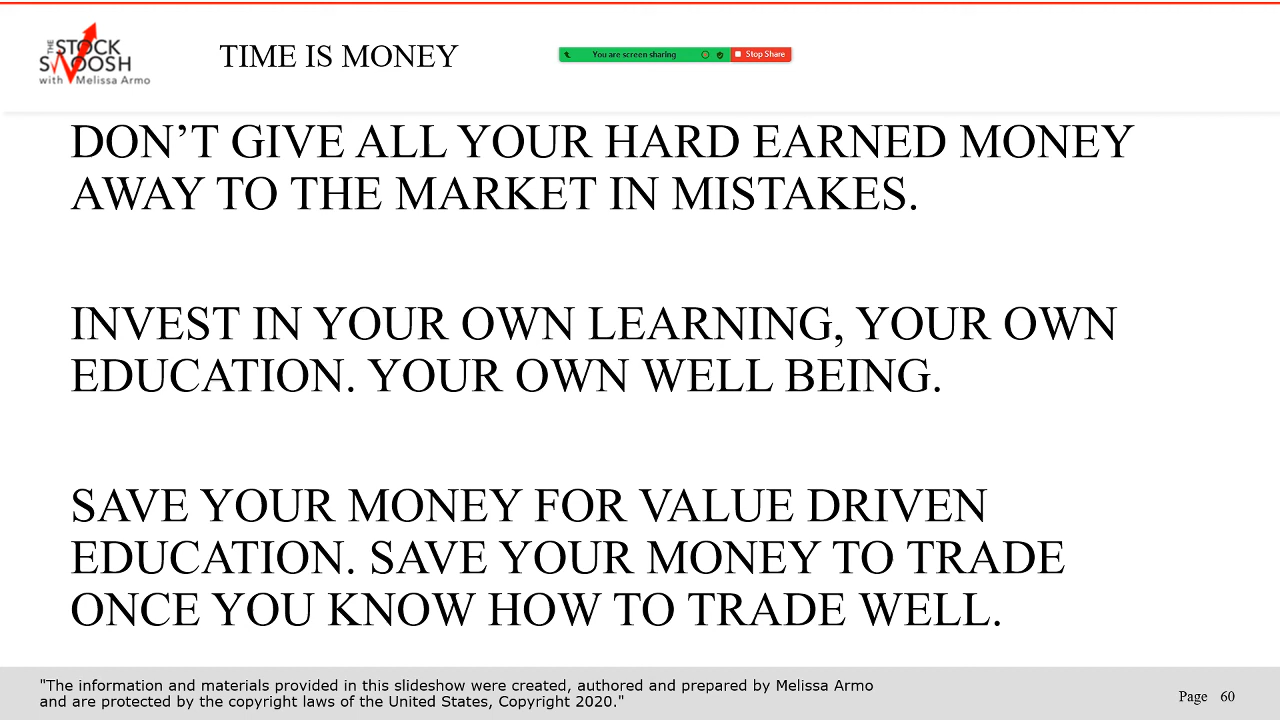 THE
STOCK
SWOOSH
with Melissa Armo
TIME IS MONEY
You are screen sharing
Stop Share
DON’T GIVE ALL YOUR HARD EARNED MONEY
AWAY TO THE MARKET IN MISTAKES.
INVEST IN YOUR OWN LEARNING, YOUR OWN
EDUCATION. YOUR OWN WELL BEING.
SAVE YOUR MONEY FOR VALUE DRIVEN
EDUCATION. SAVE YOUR MONEY TO TRADE
ONCE YOU KNOW HOW TO TRADE WELL.
"The information and materials provided in this slideshow were created, authored and prepared by Melissa Armo
and are protected by the copyright laws of the United States, Copyright 2020."
Page 60